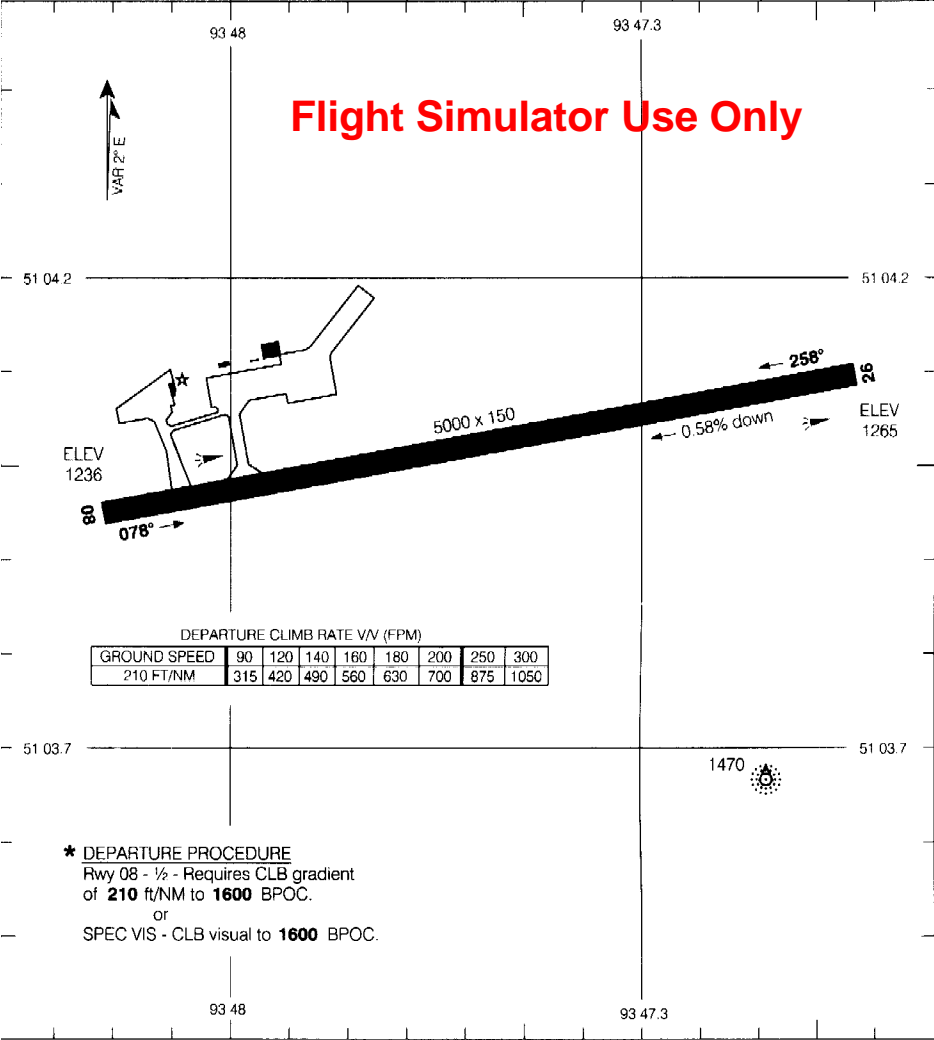 93 48
93 47.3
Flight Simulator Use Only
VAR 2° E
51 04.2
51 04.2
258°
26
5000 x 150
0.58% down
ELEV
1265
ELEV
1236
08
078°
DEPARTURE CLIMB RATE V/V (FPM)
GROUND SPEED 90 120 140 160 180 200 250 300
210 FT/NM 315 420 490 560 630 700 875 1050
51 03.7
51 03.7
1470
* DEPARTURE PROCEDURE
Rwy 08 - ½ - Requires CLB gradient
of 210 ft/NM to 1600 BPOC.
or
SPEC VIS - CLB visual to 1600 BPOC.
93 48
93 47.3